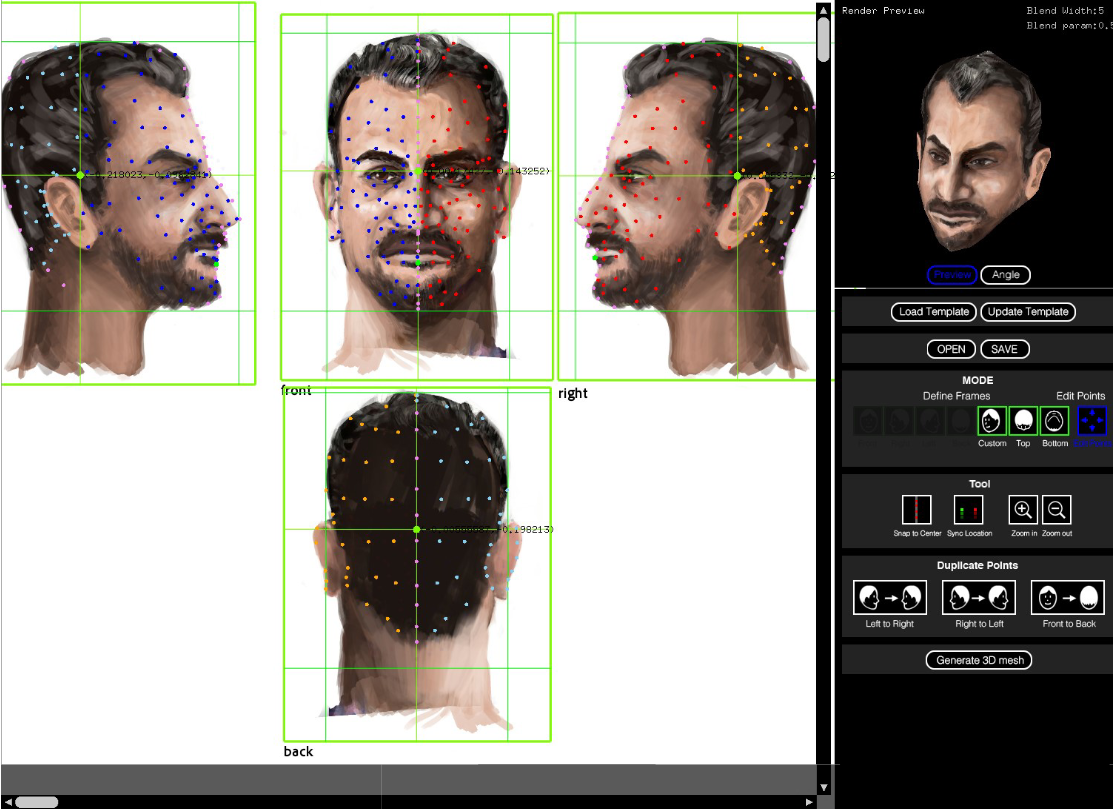 Render Preview
Blend Width:5
Blend param:0.5
Preview
Angle
Load Template
Update Template
OPEN
SAVE
MODE
Define Frames
Edit Points
Custom
Top
Bottom
Tool
Snap to Center
Sync Location
Zoom in
Zoom out
Duplicate Points
Left to Right
Right to Left
Front to Back
Generate 3D mesh
front
right
back